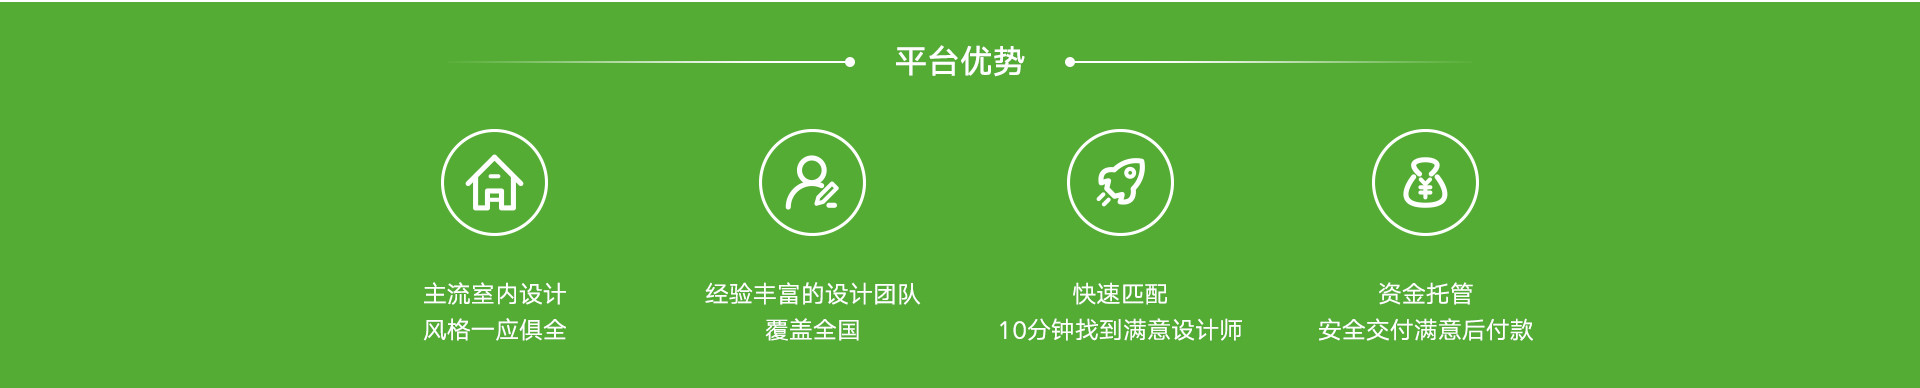 平台优势
主流室内设计
风格一应俱全
经验丰富的设计团队
覆盖全国
快速匹配
10分钟找到满意设计师
资金托管
安全交付满意后付款